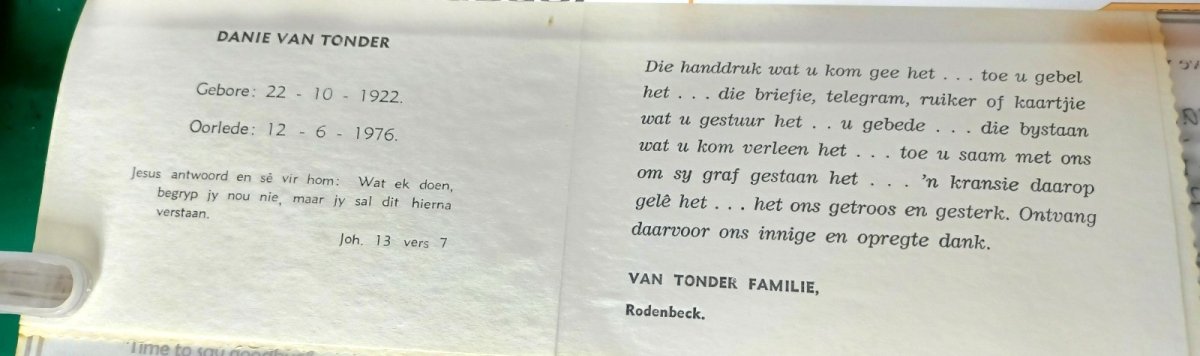 DANIE VAN TONDER
Gebore: 22 - 10 - 1922.
Oorlede: 12 - 6 - 1976.
Jesus antwoord en sê vir hom: Wat ek doen,
begryp jy nou nie, maar jy sal dit hierna
verstaan.
Joh. 13 vers 7
Die handdruk wat u kom gee het . . . toe u gebel
het . . . die briefie, telegram, ruiker of kaartjie
wat u gestuur het . . u gebede . . . die bystaan
wat u kom verleen het . . . toe u saam met ons
om sy graf gestaan het . . . 'n kransie daarop
gelê het . . . het ons getroos en gesterk. Ontvang
daarvoor ons innige en opregte dank.
VAN TONDER FAMILIE,
Rodenbeck.
Time to say